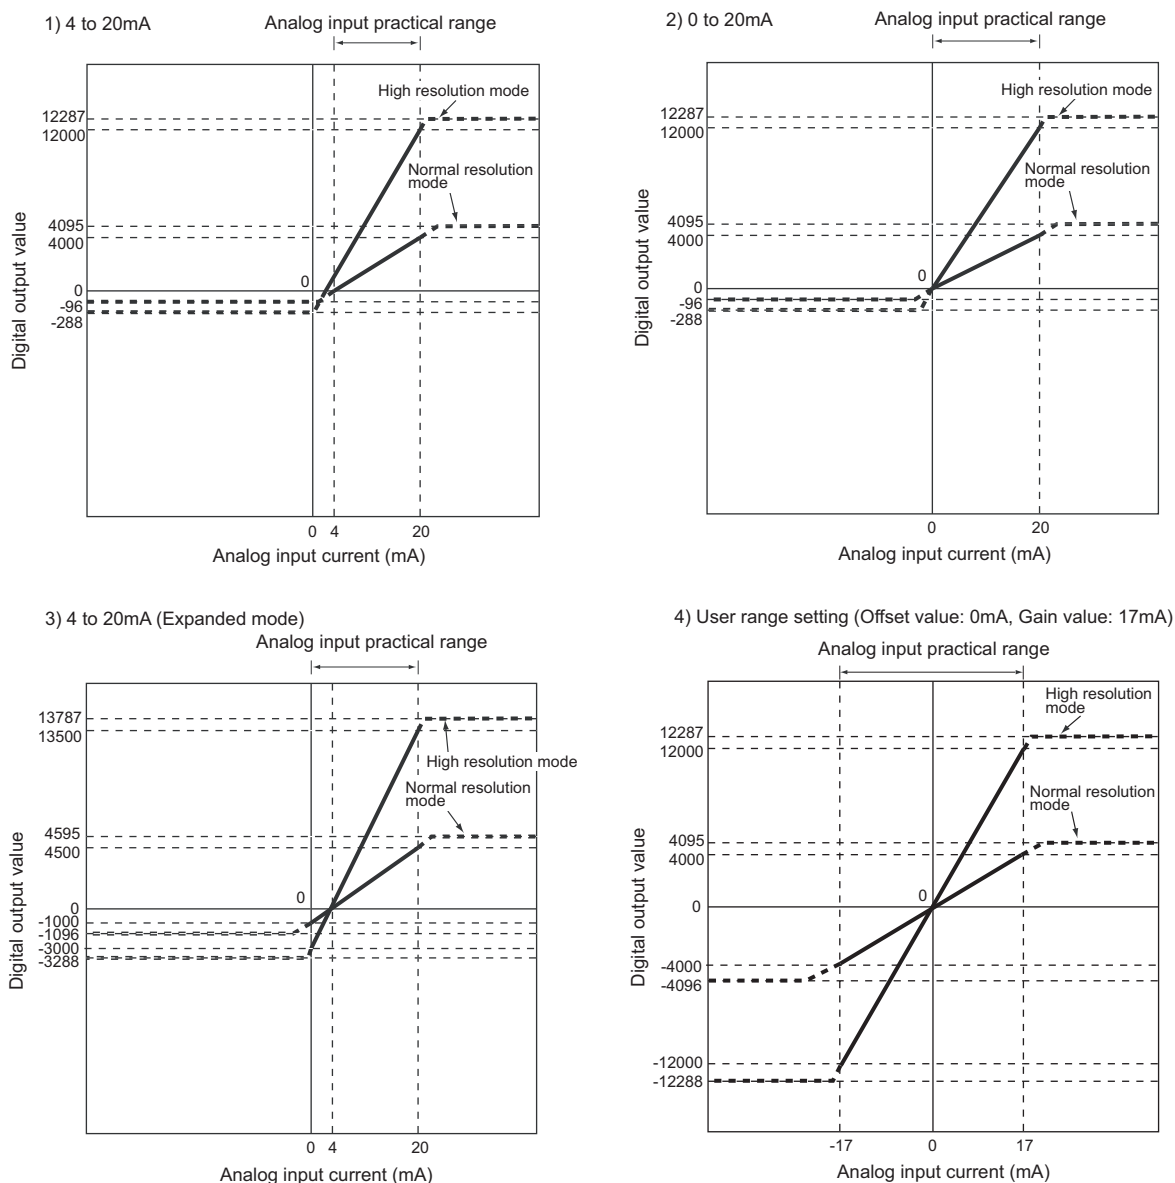 1) 4 to 20mA
Analog input practical range
Digital output value
High resolution mode
12287
12000
Normal resolution
mode
4095
4000
0
0
-96
-288
0 4 20
Analog input current (mA)
2) 0 to 20mA
Analog input practical range
Digital output value
High resolution mode
12287
12000
Normal resolution
mode
4095
4000
0
0
-96
-288
0 20
Analog input current (mA)
3) 4 to 20mA (Expanded mode)
Analog input practical range
Digital output value
13787
13500
High resolution mode
Normal resolution
mode
4595
4500
0
0
-1000
-1096
-3000
-3288
0 4 20
Analog input current (mA)
4) User range setting (Offset value: 0mA, Gain value: 17mA)
Analog input practical range
Digital output value
High resolution
mode
12287
12000
Normal resolution
mode
4095
4000
0
0
-4000
-4096
-12000
-12288
-17 0 17
Analog input current (mA)